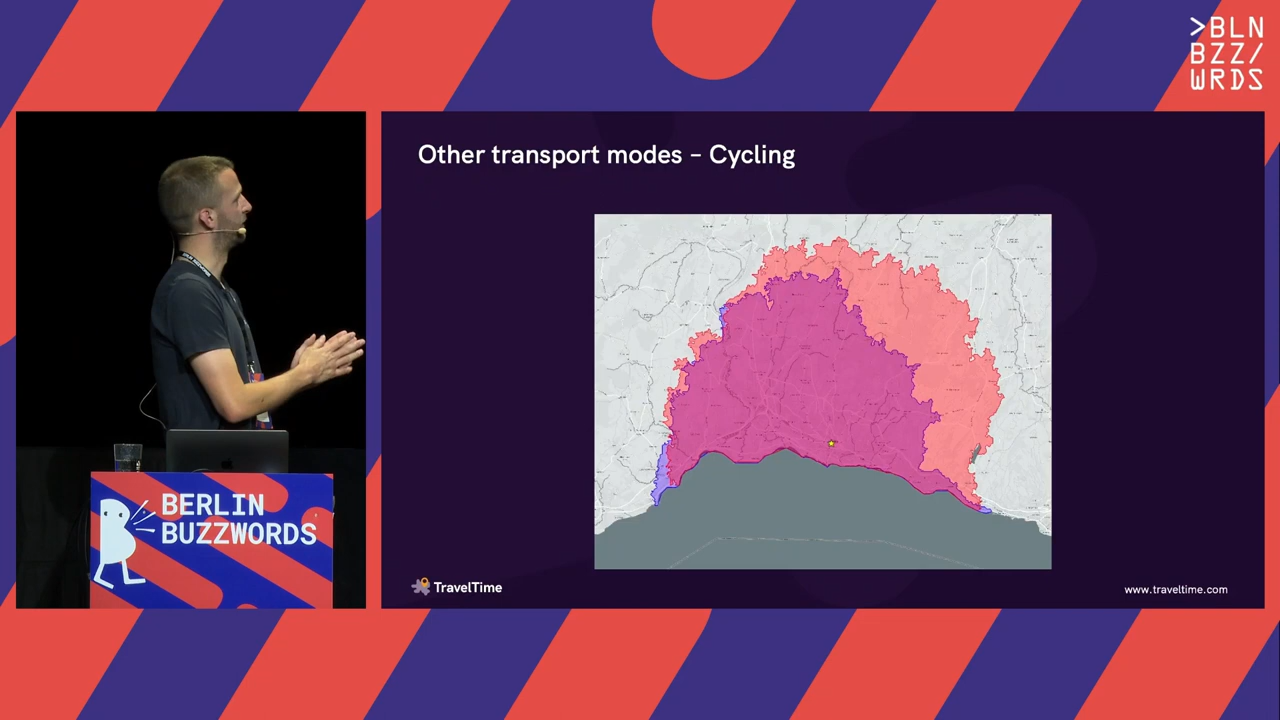 >BLN
BZZ/
WRDS
Other transport modes – Cycling
BERLIN
BUZZWORDS
TravelTime
www.traveltime.com